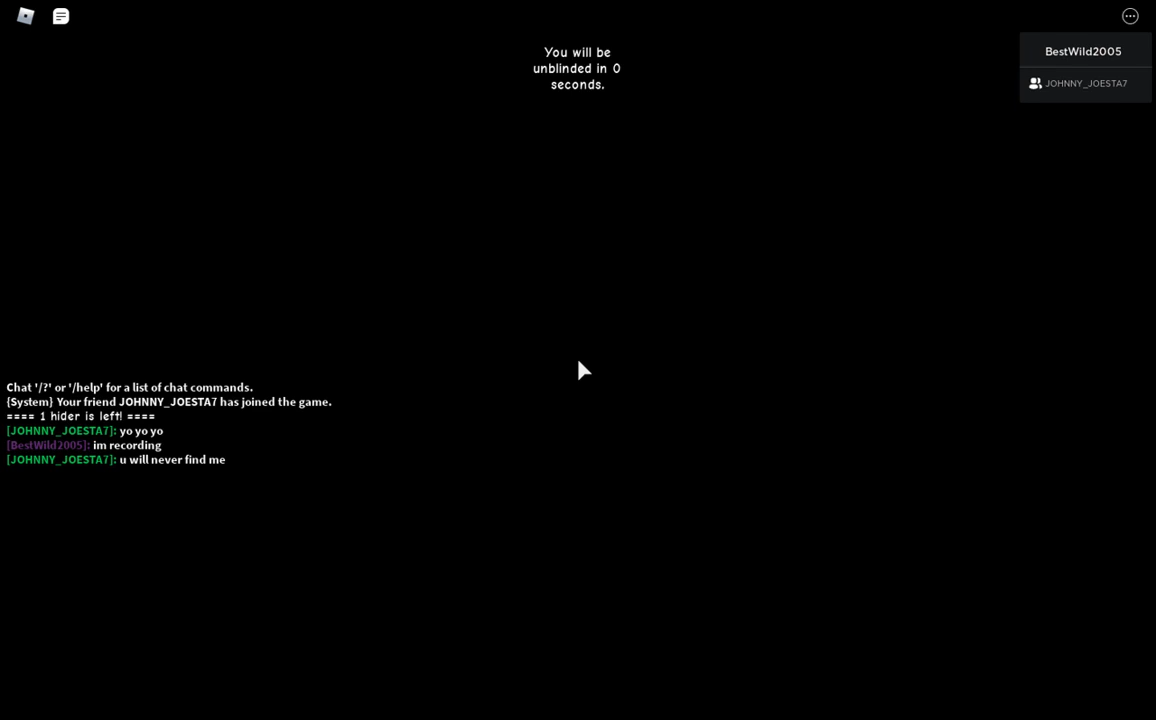 You will be
unblinded in 0
seconds.
BestWild2005
JOHNNY_JOESTA7
Chat '/?' or '/help' for a list of chat commands.
{System} Your friend JOHNNY_JOESTA7 has joined the game.
==== 1 hider is left! ====
[JOHNNY_JOESTA7]: yo yo yo
[BestWild2005]: im recording
[JOHNNY_JOESTA7]: u will never find me